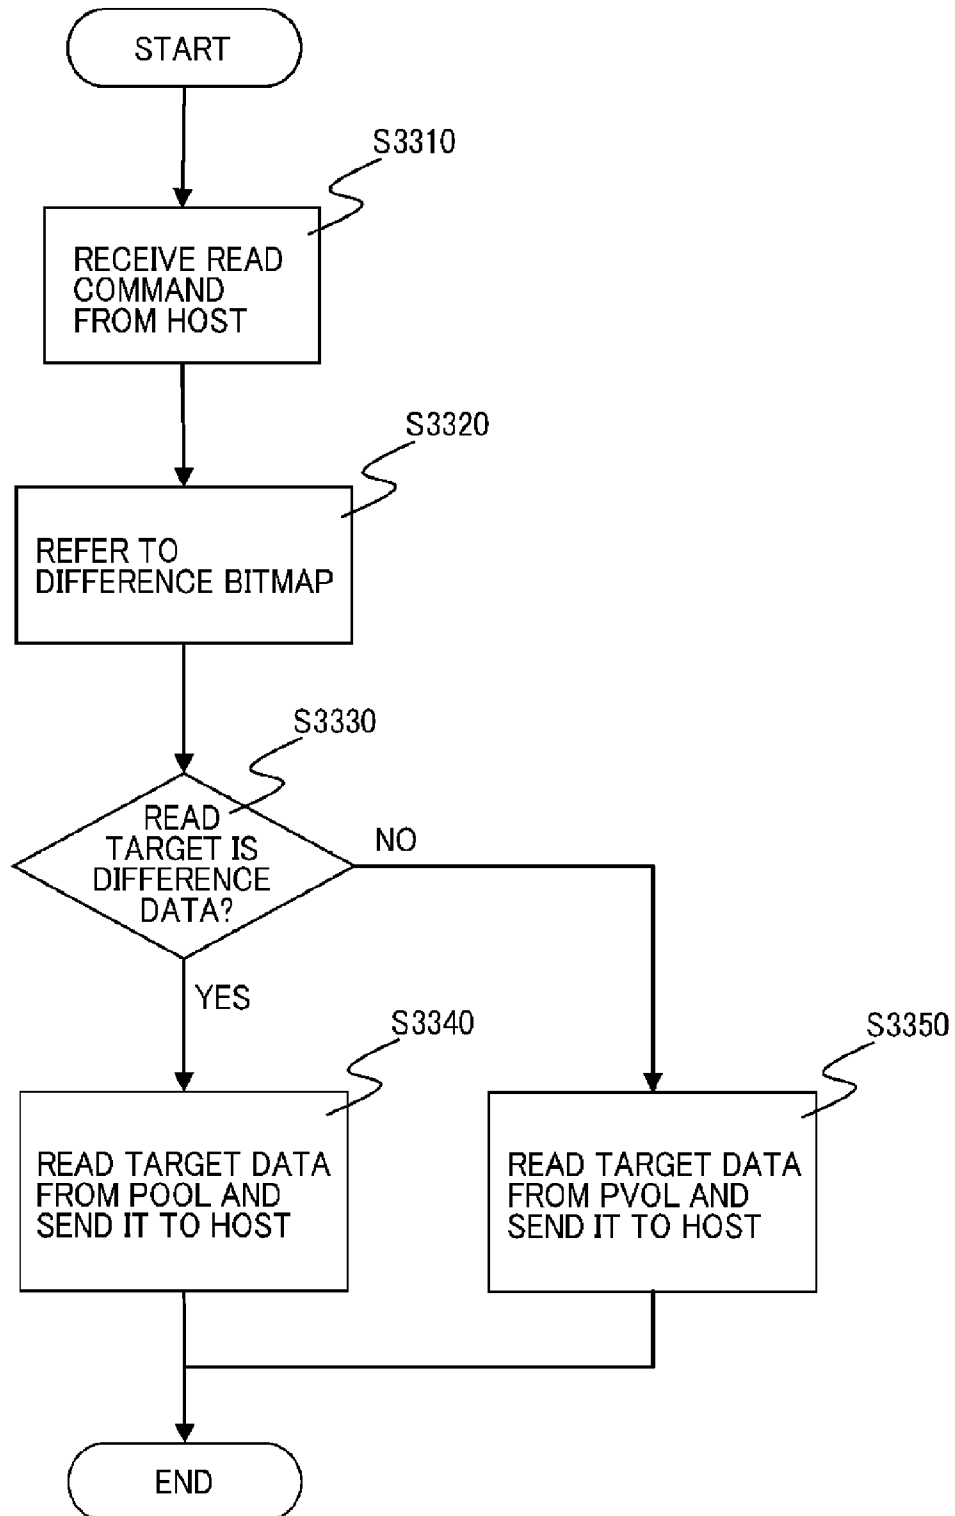 START
S3310
RECEIVE READ
COMMAND
FROM HOST
S3320
REFER TO
DIFFERENCE BITMAP
S3330
READ
TARGET IS
DIFFERENCE
DATA?
NO
YES
S3340
READ TARGET DATA
FROM POOL AND
SEND IT TO HOST
S3350
READ TARGET DATA
FROM PVOL AND
SEND IT TO HOST
END